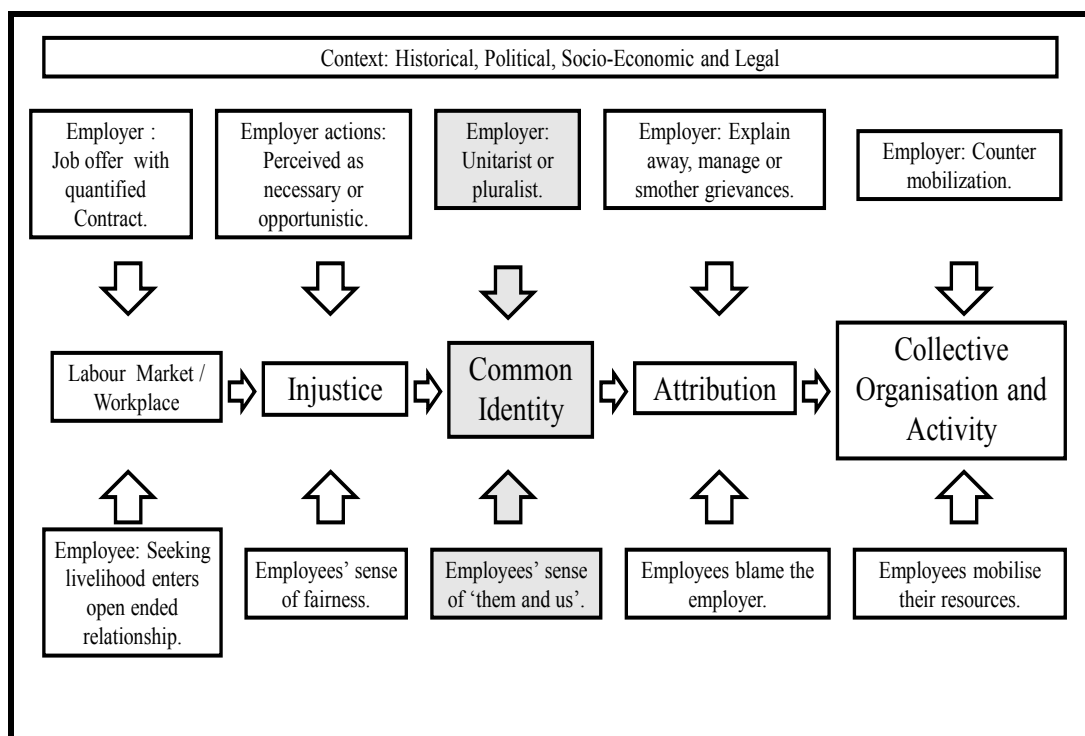 Context: Historical, Political, Socio-Economic and Legal
Employer :
Job offer with
quantified
Contract.
Employer actions:
Perceived as
necessary or
opportunistic.
Employer:
Unitarist or
pluralist.
Employer: Explain
away, manage or
smother grievances.
Employer: Counter
mobilization.
Labour Market /
Workplace
Injustice
Common
Identity
Attribution
Collective
Organisation and
Activity
Employee: Seeking
livelihood enters
open ended
relationship.
Employees’ sense
of fairness.
Employees’ sense
of ‘them and us’.
Employees blame the
employer.
Employees mobilise
their resources.